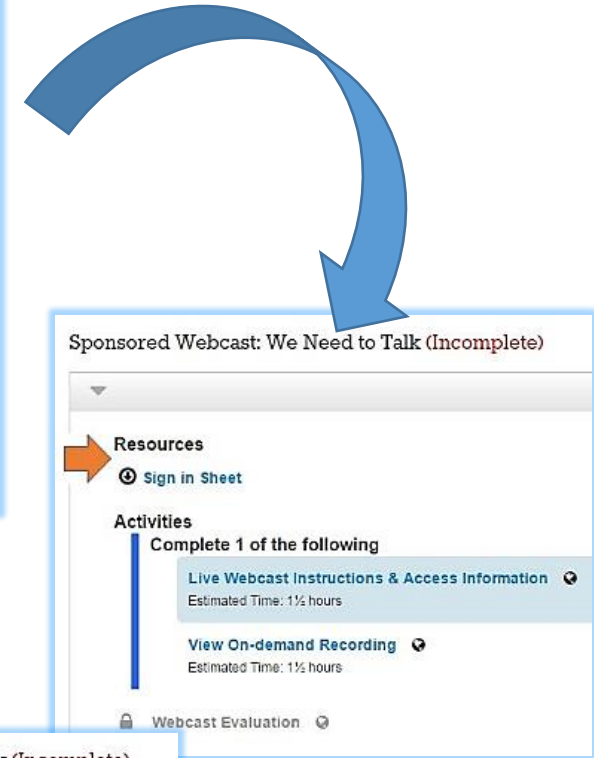 Sponsored Webcast: We Need to Talk (Incomplete)
Resources
Sign in Sheet
Activities
Complete 1 of the following
Live Webcast Instructions & Access Information
Estimated Time: 1½ hours
View On-demand Recording
Estimated Time: 1½ hours
Webcast Evaluation
(Incomplete)